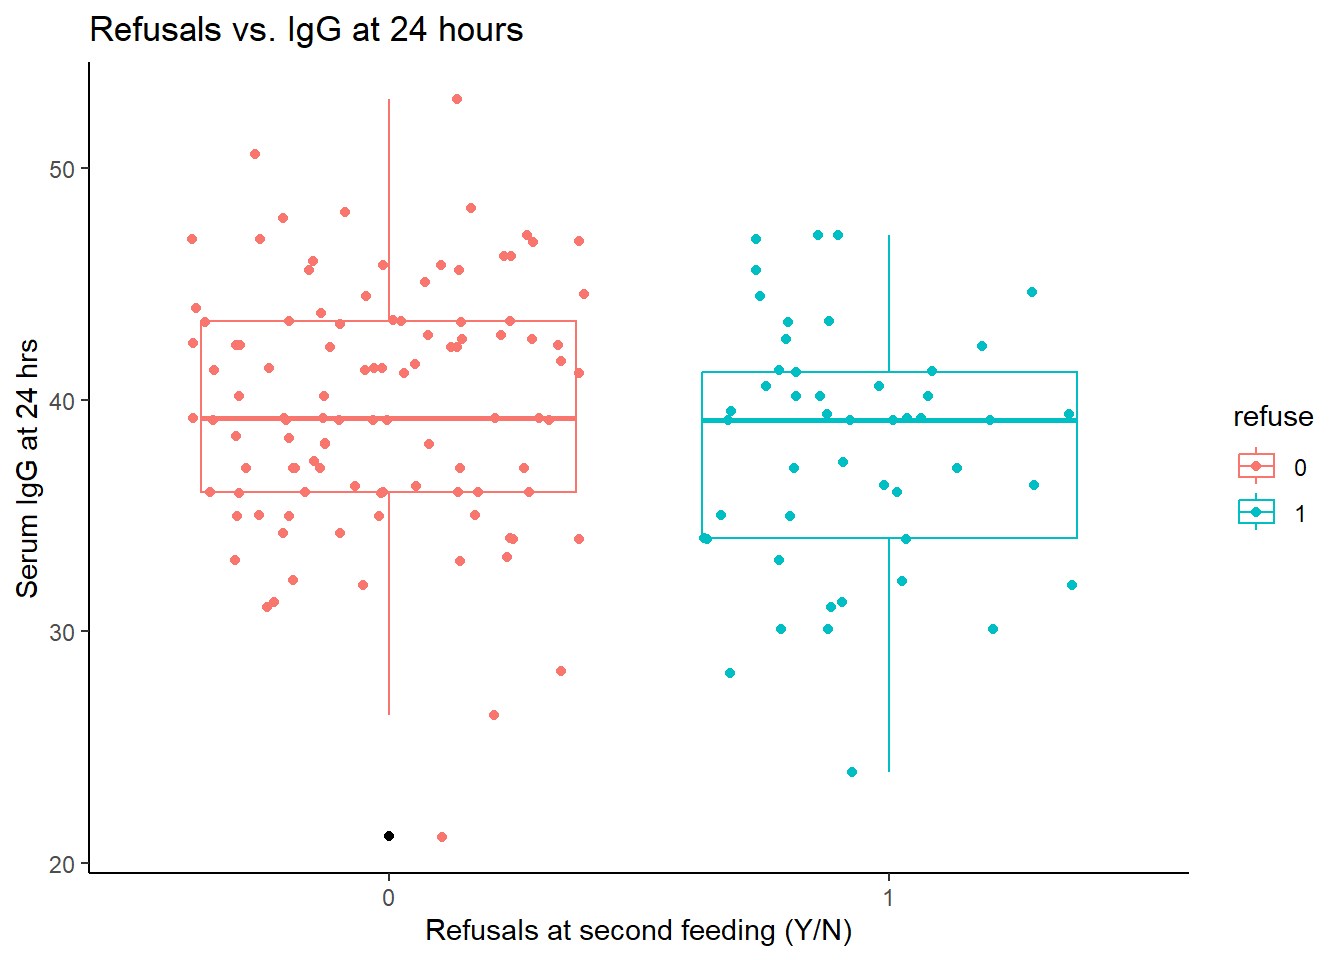 Refusals vs. IgG at 24 hours
Serum IgG at 24 hrs
50
40
30
20
0
1
Refusals at second feeding (Y/N)
refuse
0
1